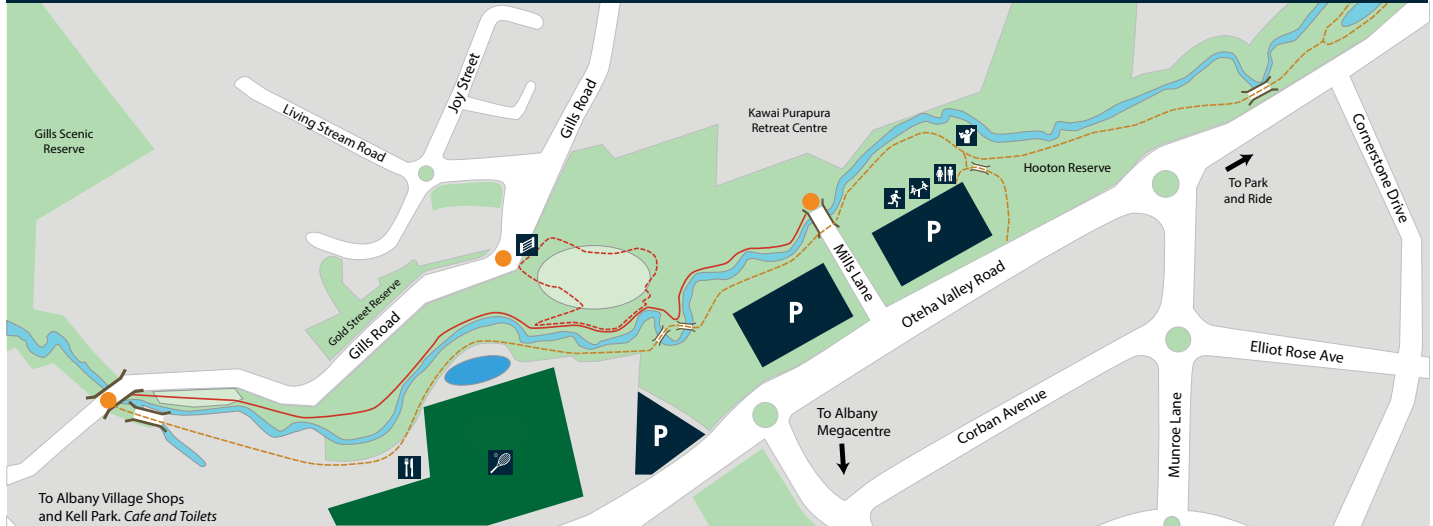 Joy Street
Living Stream Road
Gills Road
Gills Scenic
Reserve
Kawai Purapura
Retreat Centre
Hooton Reserve
Cornerstone Drive
To Park
and Ride
P
Mills Lane
P
Oteha Valley Road
Gold Street Reserve
Gills Road
Elliot Rose Ave
Corban Avenue
Munroe Lane
To Albany
Megacentre
P
To Albany Village Shops
and Kell Park. Cafe and Toilets